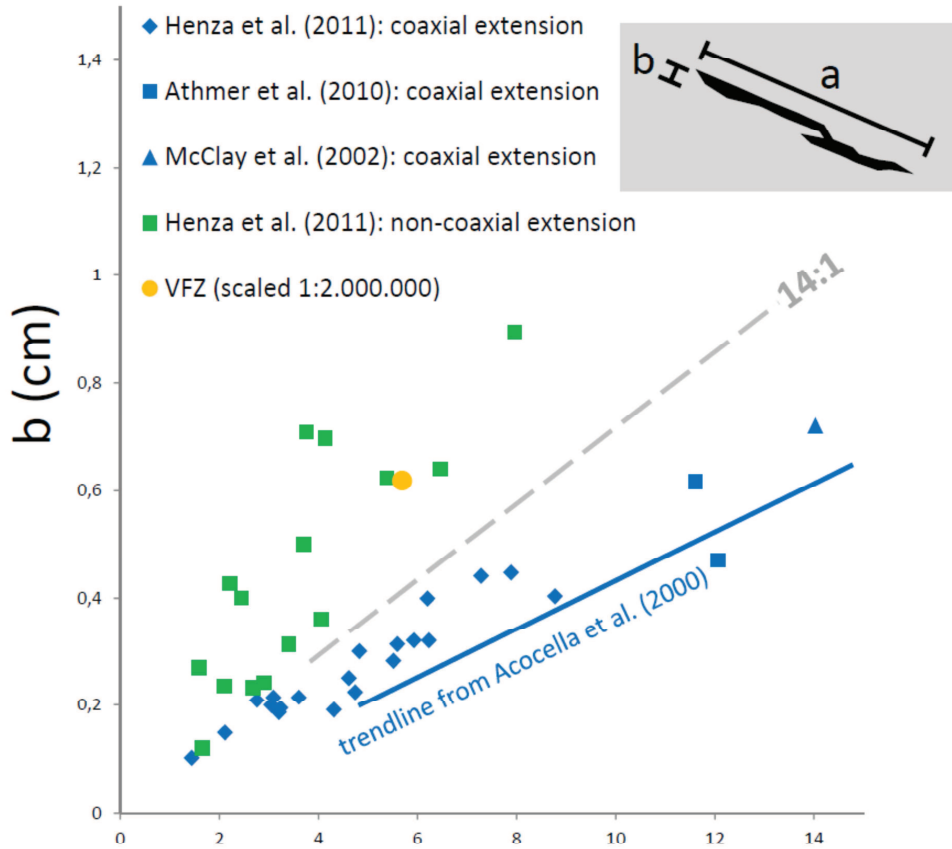 Henza et al. (2011): coaxial extension
Athmer et al. (2010): coaxial extension
McClay et al. (2002): coaxial extension
Henza et al. (2011): non-coaxial extension
VFZ (scaled 1:2.000.000)
b
a
14:1
trendline from Acocella et al. (2000)
b (cm)
1,4
1,2
1
0,8
0,6
0,4
0,2
0
0 2 4 6 8 10 12 14